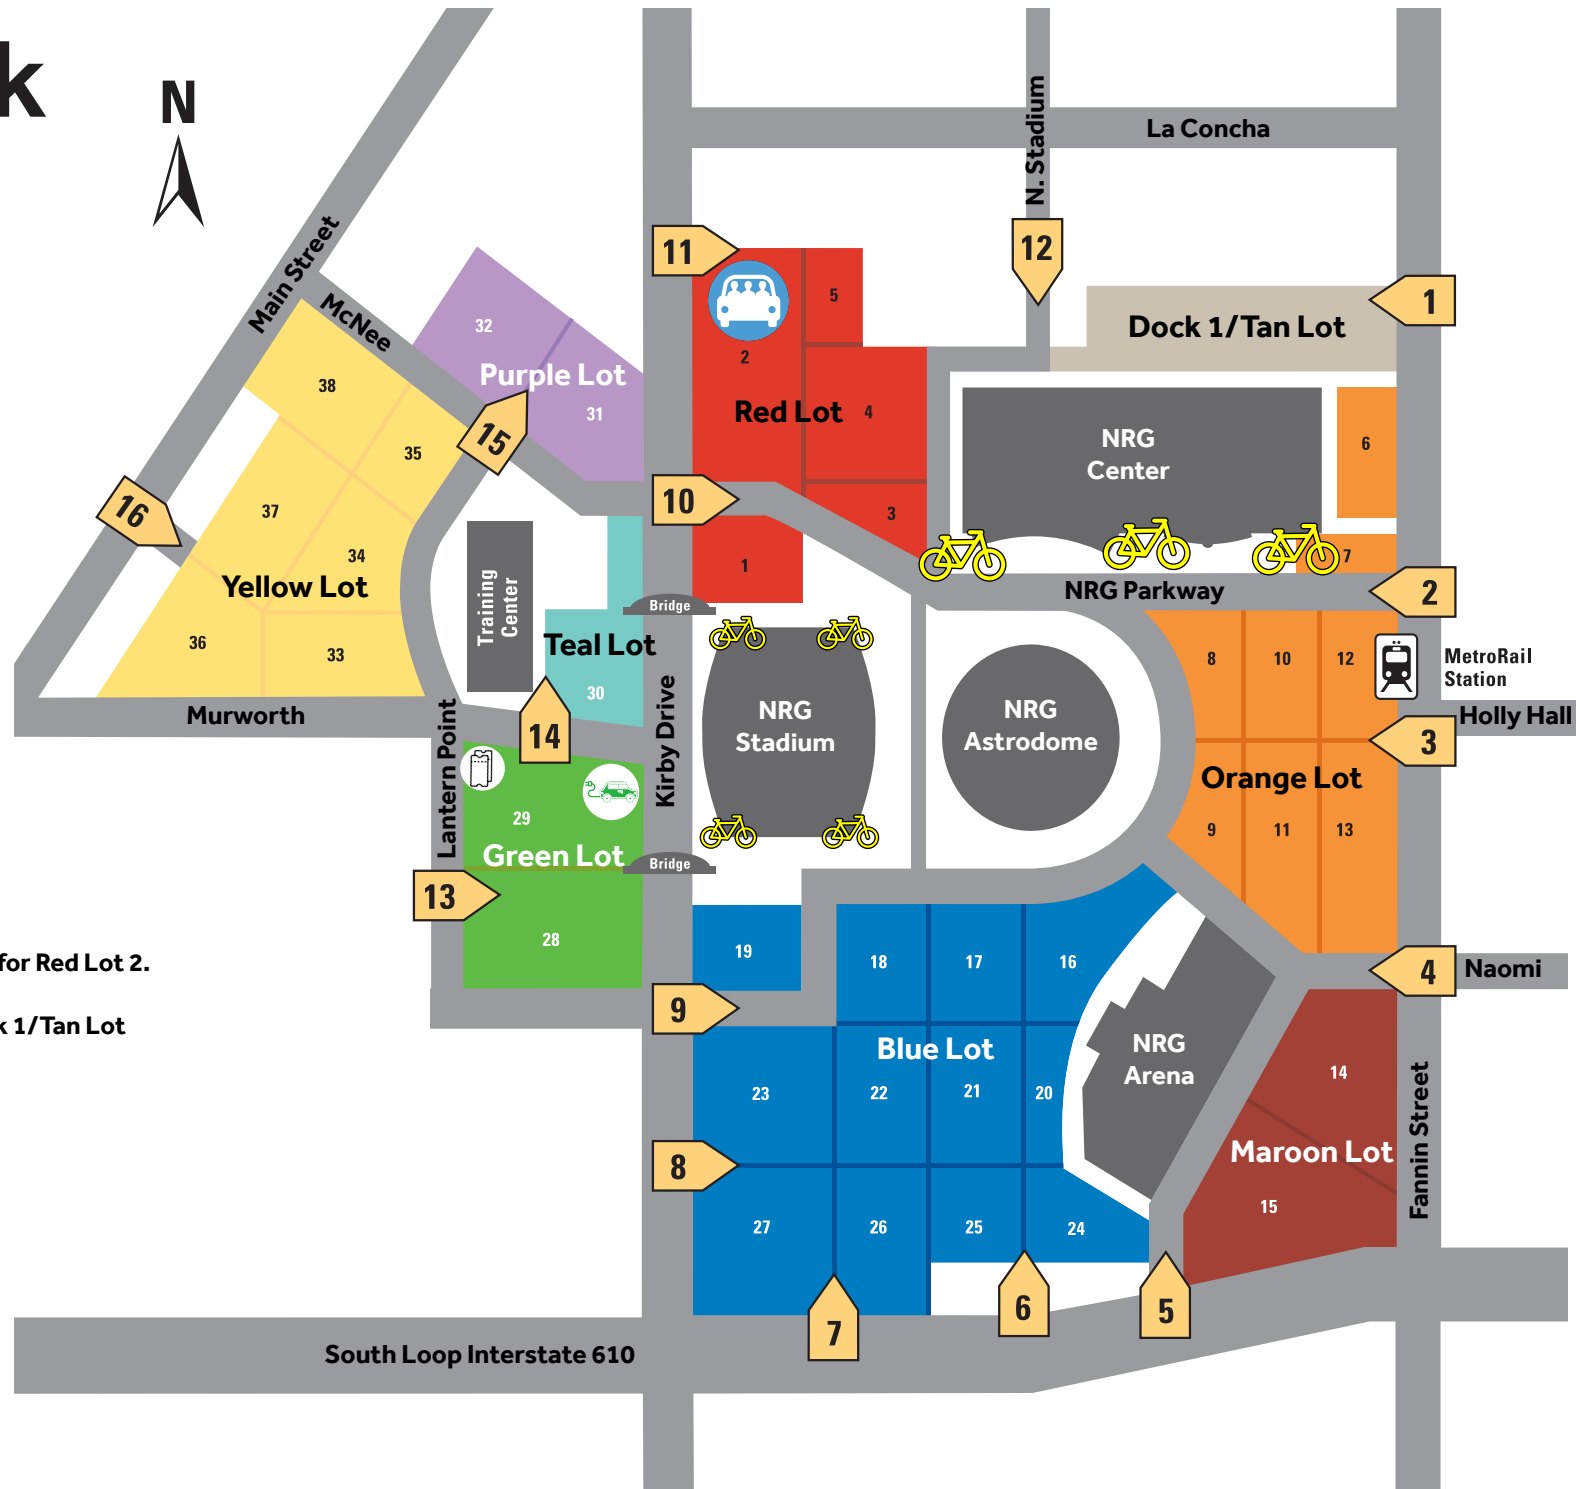 k
N
La Concha
N. Stadium
Main Street
McNee
11
12
1
5
32
Dock 1/Tan Lot
2
Purple Lot
38
31
Red Lot
4
15
35
NRG
Center
6
16
37
10
3
34
1
7
Yellow Lot
NRG Parkway
2
Training
Center
Bridge
36
33
Teal Lot
8
10
12
MetroRail
Station
30
Murworth
14
Lantern Point
Kirby Drive
NRG
Stadium
NRG
Astrodome
Holly Hall
3
Orange Lot
29
9
11
13
Green Lot
Bridge
13
28
19
18
17
16
4
Naomi
for Red Lot 2.
9
k 1/Tan Lot
Blue Lot
NRG
Arena
14
23
22
21
20
Fannin Street
8
Maroon Lot
15
27
26
25
24
7
6
5
South Loop Interstate 610